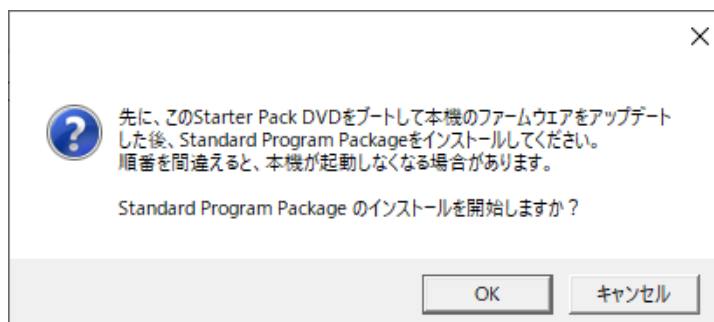 先に、このStarter Pack DVDをブートして本機のファームウエアをアップデート
した後、Standard Program Packageをインストールしてください。
順番を間違えると、本機が起動しなくなる場合があります。
Standard Program Package のインストールを開始しますか？
OK
キャンセル